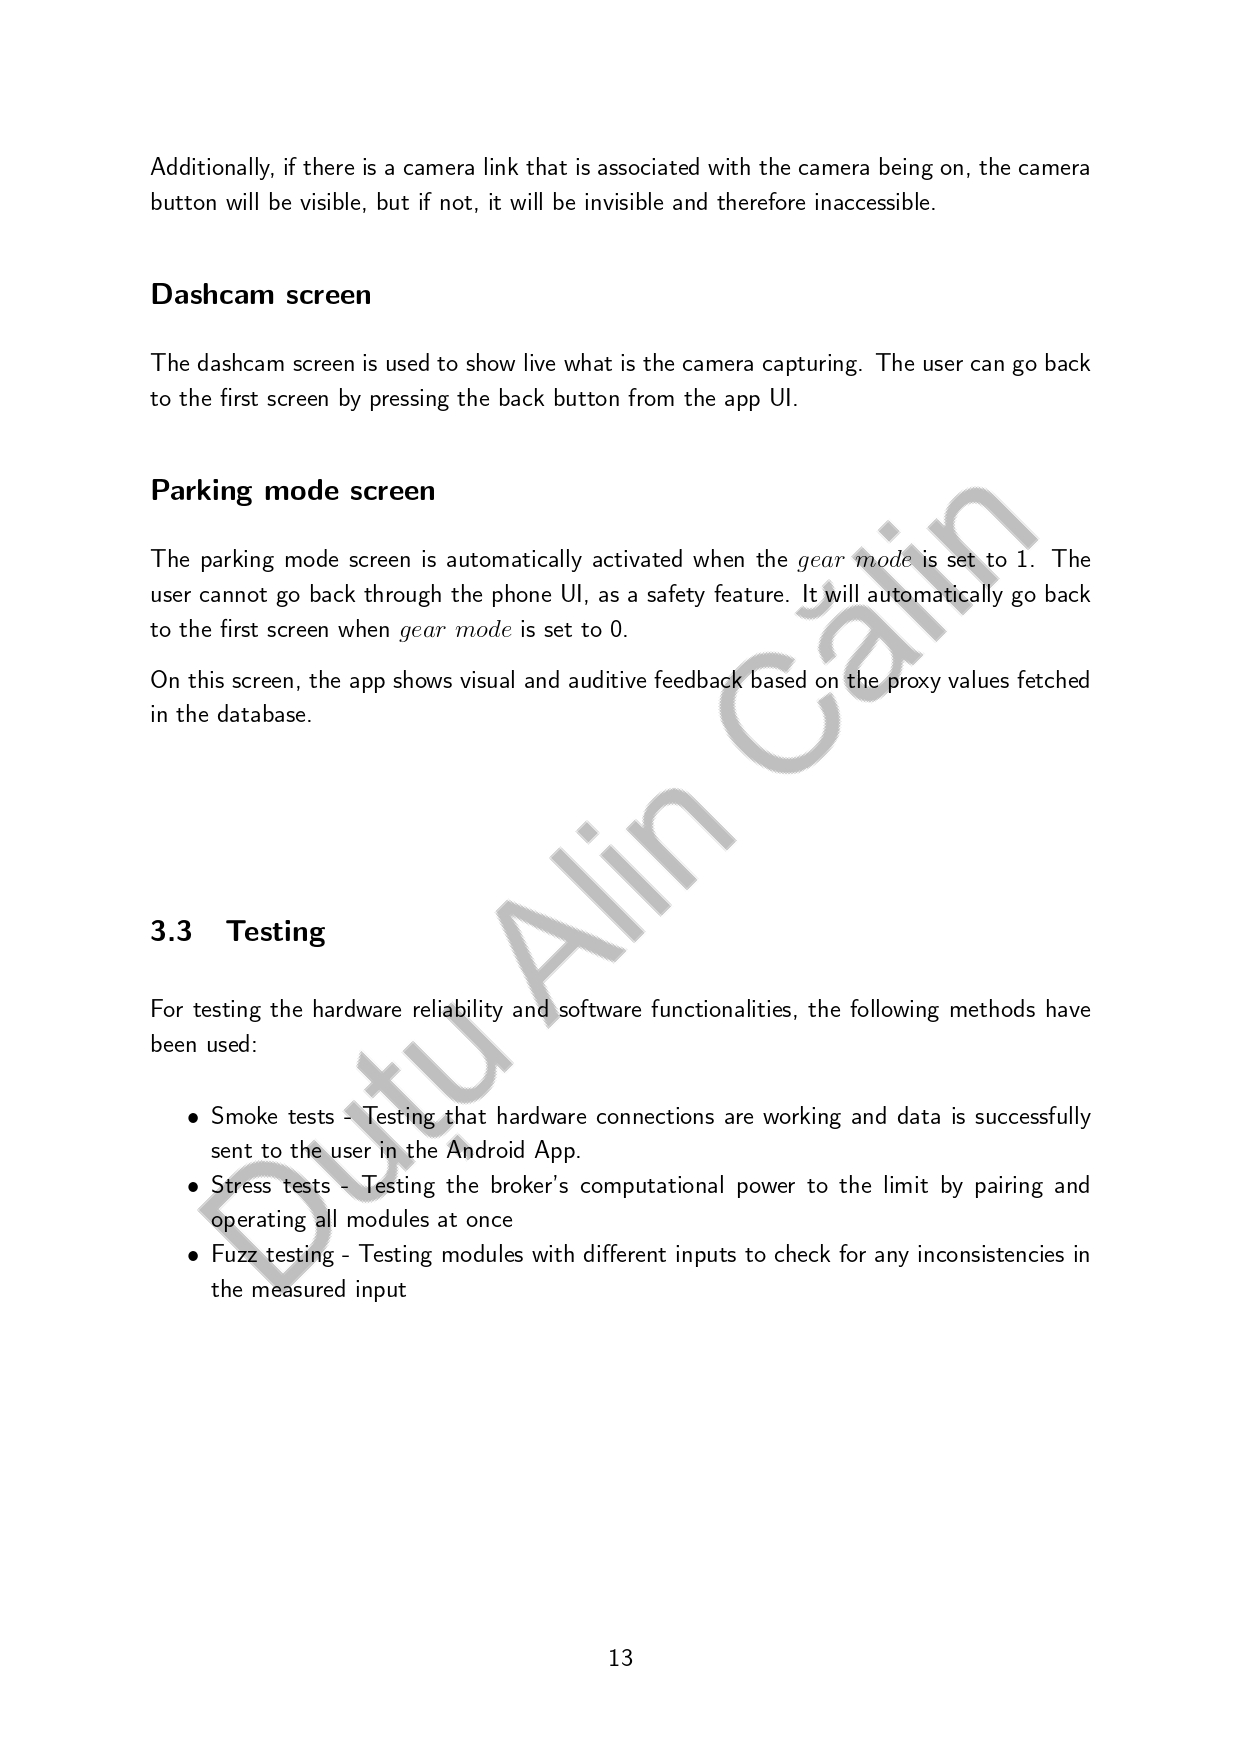 Additionally, if there is a camera link that is associated with the camera being on, the camera
button will be visible, but if not, it will be invisible and therefore inaccessible.
Dashcam screen
The dashcam screen is used to show live what is the camera capturing. The user can go back
to the first screen by pressing the back button from the app UI.
Parking mode screen
The parking mode screen is automatically activated when the gear mode is set to 1. The
user cannot go back through the phone UI, as a safety feature. It will automatically go back
to the first screen when gear mode is set to 0.
On this screen, the app shows visual and auditive feedback based on the proxy values fetched
in the database.
3.3 Testing
For testing the hardware reliability and software functionalities, the following methods have
been used:
• Smoke tests - Testing that hardware connections are working and data is successfully
sent to the user in the Android App.
• Stress tests - Testing the broker's computational power to the limit by pairing and
operating all modules at once
• Fuzz testing - Testing modules with different inputs to check for any inconsistencies in
the measured input
13
Duțu Alin Călin